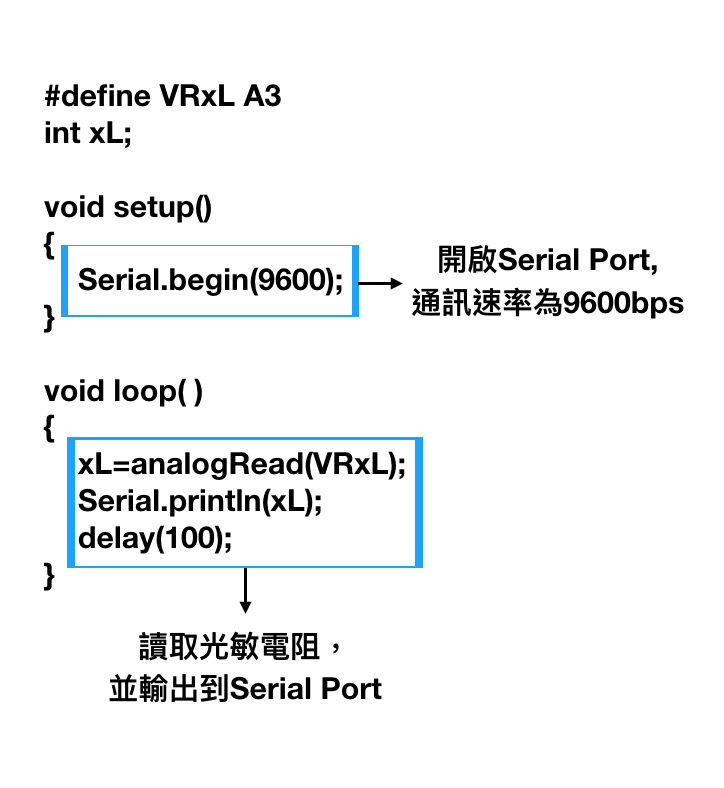 #define VRxL A3
int xL;
void setup()
{
Serial.begin(9600);
}
開啟Serial Port,
通訊速率為9600bps
void loop( )
{
xL=analogRead(VRxL);
Serial.println(xL);
delay(100);
}
讀取光敏電阻，
並輸出到Serial Port